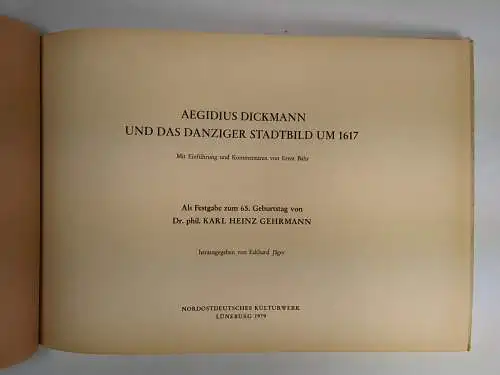 AEGIDIUS DICKMANN
UND DAS DANZIGER STADTBILD UM 1617
Mit Einführung und Kommentaren von Ernst Bahr
Als Festgabe zum 65. Geburtstag von
Dr. phil. KARL HEINZ GEHRMANN
herausgegeben von Eckhard Jäger
NORDOSTDEUTSCHES KULTURWERK
LÜNEBURG 1979